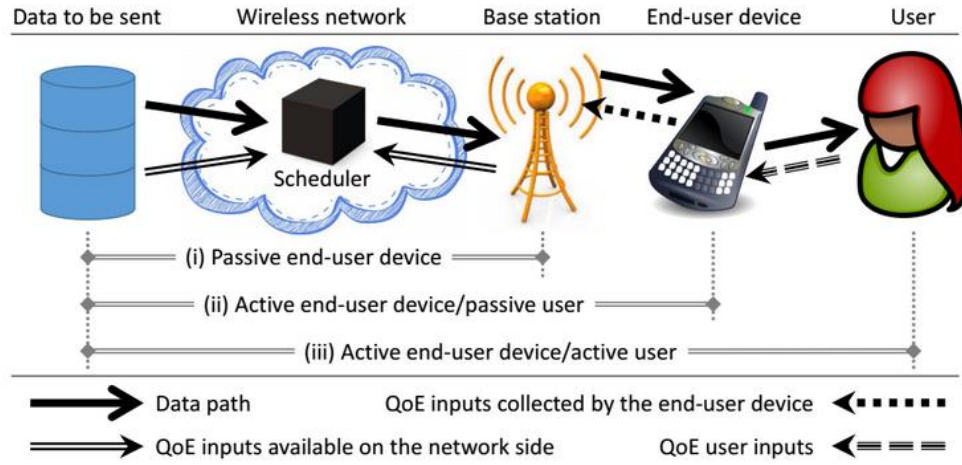 Data to be sent
Wireless network
Base station
End-user device
User
Scheduler
(i) Passive end-user device
(ii) Active end-user device/passive user
(iii) Active end-user device/active user
Data path
QoE inputs collected by the end-user device
QoE inputs available on the network side
QoE user inputs